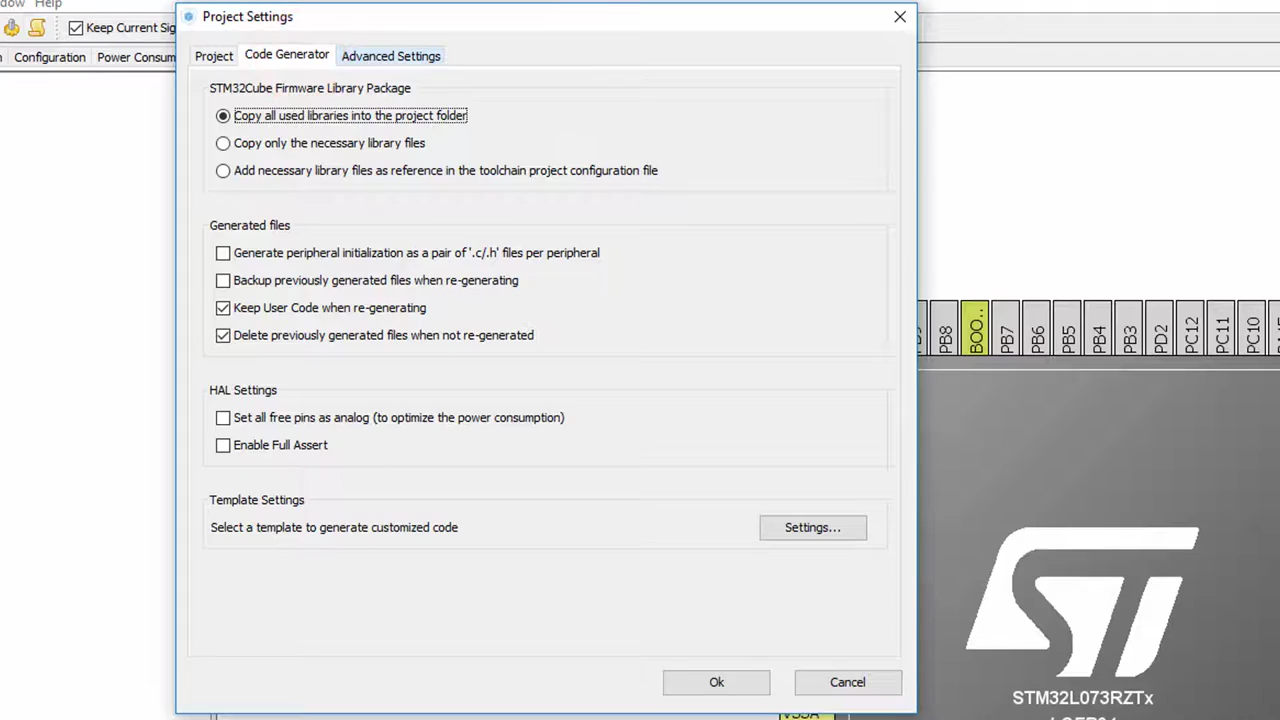 dow Help
Project Settings
Keep Current Sig
Configuration Power Consum
Project Code Generator Advanced Settings
STM32Cube Firmware Library Package
Copy all used libraries into the project folder
Copy only the necessary library files
Add necessary library files as reference in the toolchain project configuration file
Generated files
Generate peripheral initialization as a pair of '.c/.h' files per peripheral
Backup previously generated files when re-generating
Keep User Code when re-generating
Delete previously generated files when not re-generated
HAL Settings
Set all free pins as analog (to optimize the power consumption)
Enable Full Assert
Template Settings
Select a template to generate customized code
Settings...
Ok
Cancel
PB8
BOO..
PB7
PB6
PB5
PB4
PB3
PD2
PC12
PC11
PC10
ST
STM32L073RZTx
VSSA